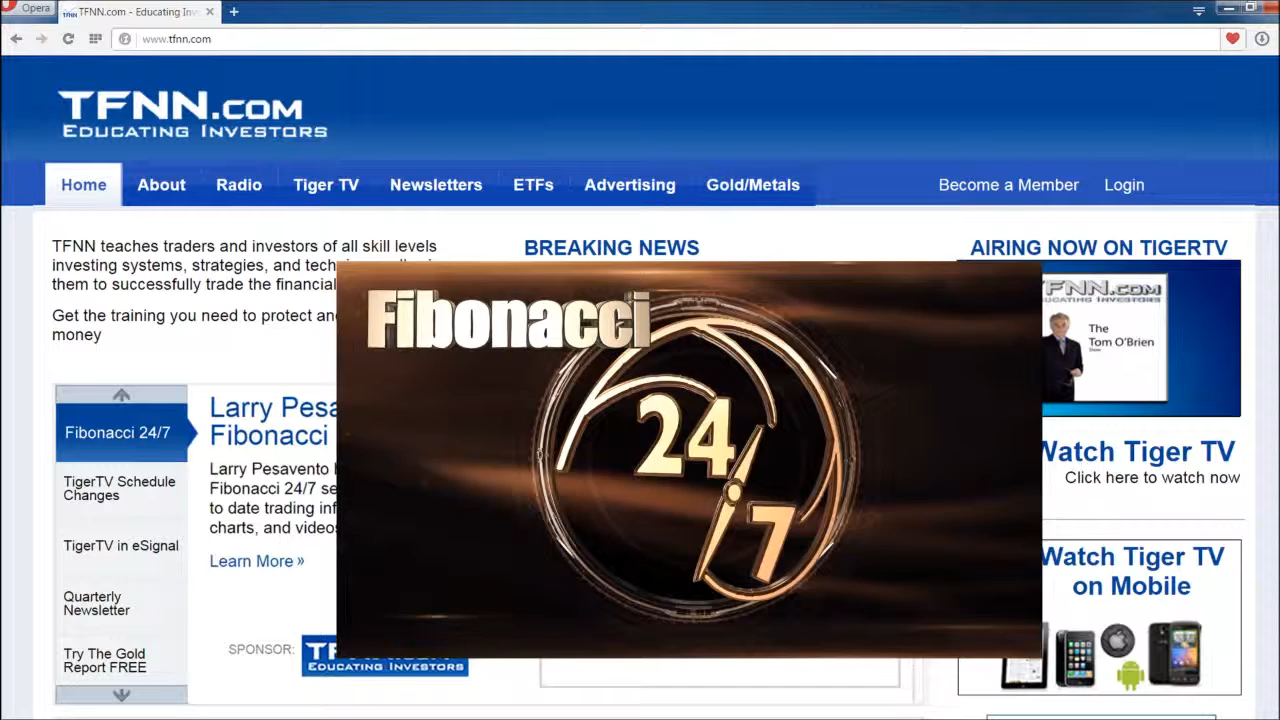 Opera
TFNN.com - Educating Inv
www.tfnn.com
TFNN.COM
EDUCATING INVESTORS
Home
About
Radio
Tiger TV
Newsletters
ETFs
Advertising
Gold/Metals
Become a Member
Login
TFNN teaches traders and investors of all skill levels
investing systems, strategies, and
them to successfully trade the financial
Get the training you need to protect
money
BREAKING NEWS
AIRING NOW ON TIGERTV
TFNN.COM
EDUCATING INVESTORS
The
Tom O'Brien
Show
Fibonacci
24
7
Fibonacci 24/7
TigerTV Schedule
Changes
TigerTV in eSignal
Quarterly
Newsletter
Try The Gold
Report FREE
Larry
Fibonacci
Larry Pesavento
Fibonacci 24/7
to date trading
charts, and videos
Learn More »
SPONSOR:
EDUCATING INVESTORS
Watch Tiger TV
Click here to watch now
Watch Tiger TV
on Mobile